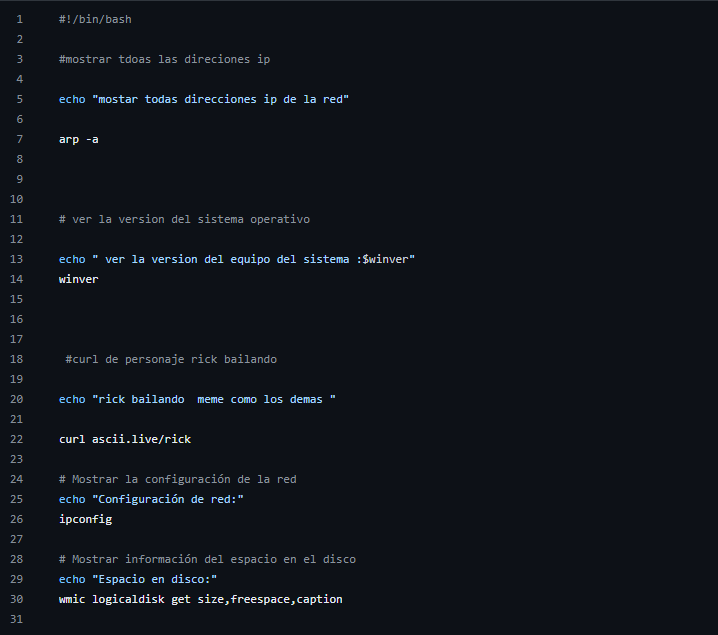 1 #!/bin/bash
2
3 #mostrar tdoas las direciones ip
4
5 echo "mostar todas direcciones ip de la red"
6
7 arp -a
8
9
10
11 # ver la version del sistema operativo
12
13 echo " ver la version del equipo del sistema :$winver"
14 winver
15
16
17
18 #curl de personaje rick bailando
19
20 echo "rick bailando  meme como los demas "
21
22 curl ascii.live/rick
23
24 # Mostrar la configuración de la red
25 echo "Configuración de red:"
26 ipconfig
27
28 # Mostrar información del espacio en el disco
29 echo "Espacio en disco:"
30 wmic logicaldisk get size,freespace,caption
31